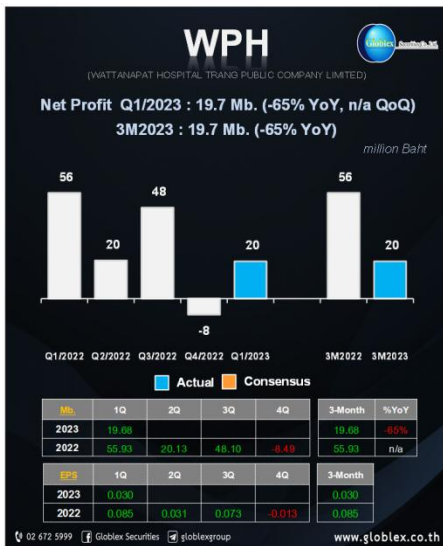 WPH
Globlex Securities Co., Ltd.
(WATTANAPAT HOSPITAL TRANG PUBLIC COMPANY LIMITED)
Net Profit Q1/2023 : 19.7 Mb. (-65% YoY, n/a QoQ)
3M2023 : 19.7 Mb. (-65% YoY)
million Baht
56
20
48
-8
20
56
20
Q1/2022 Q2/2022 Q3/2022 Q4/2022 Q1/2023 3M2022 3M2023
Actual Consensus
Mb. 1Q 2Q 3Q 4Q 3-Month %YoY
2023 19.68 19.68 -65%
2022 55.93 20.13 48.10 -8.49 55.93 n/a
EPS 1Q 2Q 3Q 4Q 3-Month
2023 0.030 0.030
2022 0.085 0.031 0.073 -0.013 0.085
02 672 5999 Globlex Securities globlexgroup www.globlex.co.th